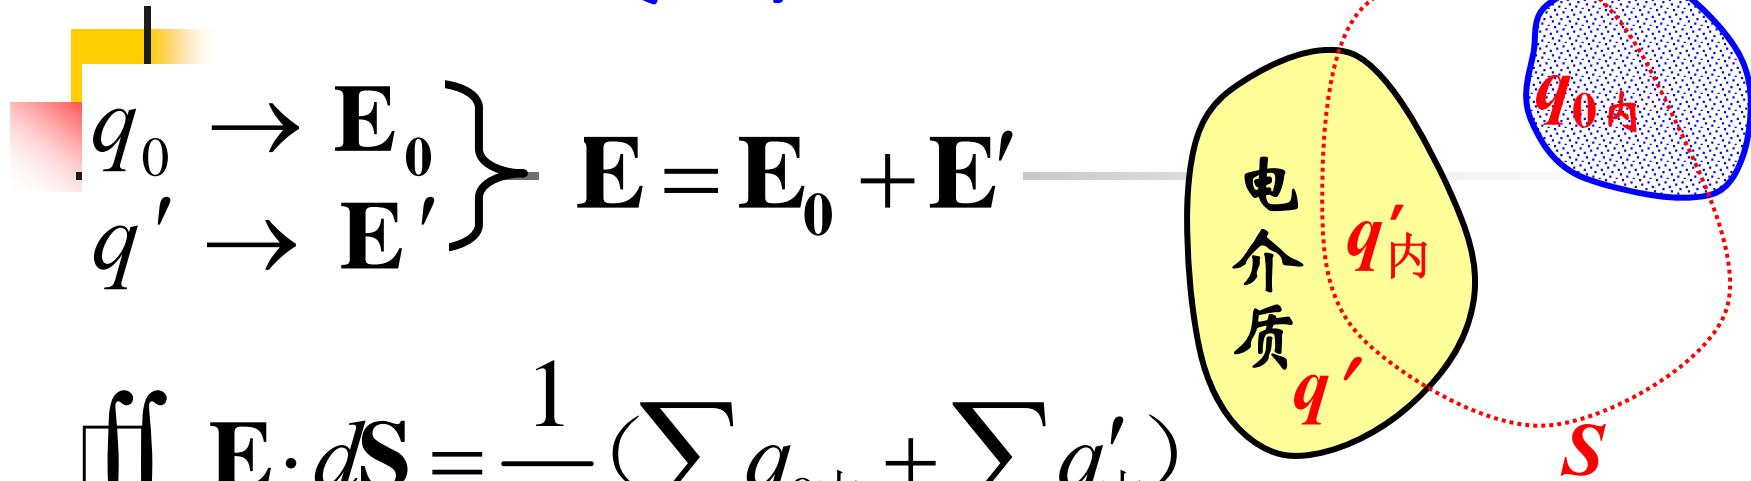 q₀ → E₀
q′ → E′
E = E₀ + E′
∯ E · dS = 1 (∑ q₀内 + ∑ q′内)
电介质
q′内
q′
q₀内
S